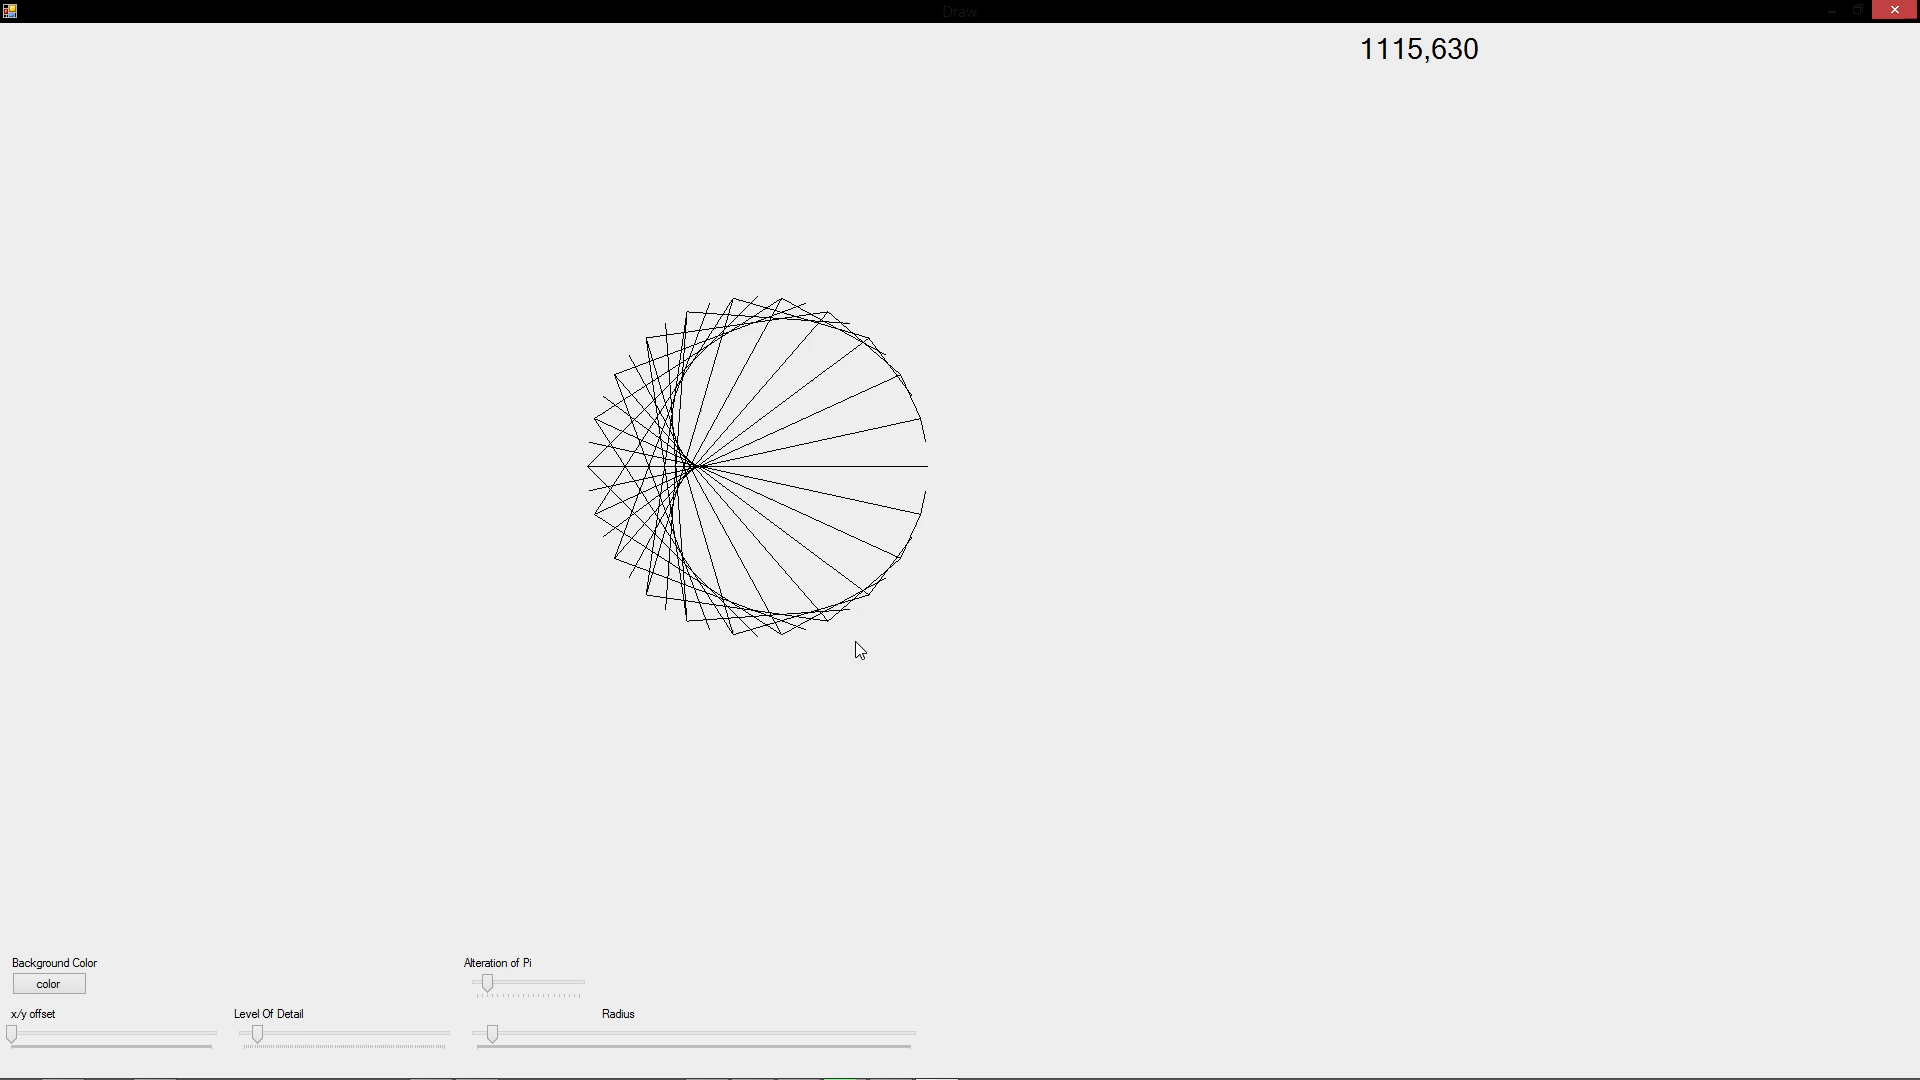 Draw
1115,630
Background Color
color
Alteration of Pi
x/y offset
Level Of Detail
Radius